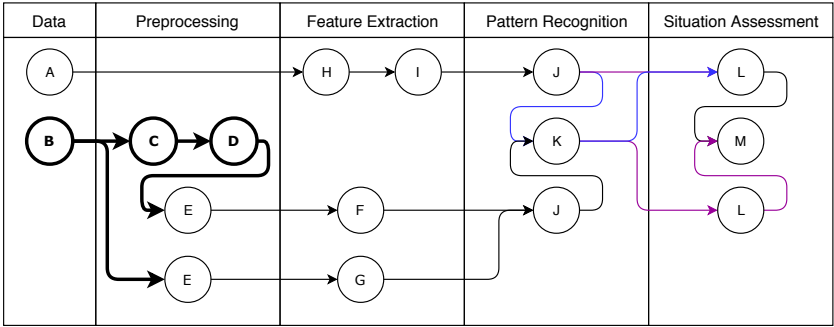 Data Preprocessing Feature Extraction Pattern Recognition Situation Assessment
A H I J L
B C D K M
E F J L
E G